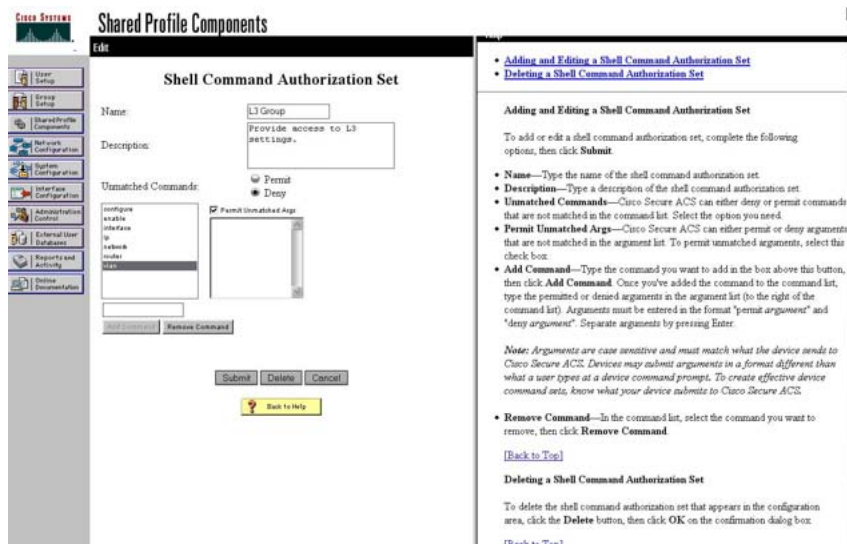 CISCO SYSTEMS
Shared Profile Components
Edit
User
Setup
Group
Setup
Shared Profile
Components
Network
Configuration
System
Configuration
Interface
Configuration
Administration
Control
External User
Databases
Reports and
Activity
Online
Documentation
Shell Command Authorization Set
Name:
L3 Group
Description:
Provide access to L3
settings.
Unmatched Commands:
Permit
Deny
configure
enable
interface
ip
network
router
vlan
Permit Unmatched Args
Add Command
Remove Command
Submit
Delete
Cancel
Back to Help
• Adding and Editing a Shell Command Authorization Set
• Deleting a Shell Command Authorization Set
Adding and Editing a Shell Command Authorization Set
To add or edit a shell command authorization set, complete the following
options, then click Submit.
• Name—Type the name of the shell command authorization set.
• Description—Type a description of the shell command authorization set.
• Unmatched Commands—Cisco Secure ACS can either deny or permit commands
that are not matched in the command list. Select the option you need.
• Permit Unmatched Args—Cisco Secure ACS can either permit or deny arguments
that are not matched in the argument list. To permit unmatched arguments, select this
check box.
• Add Command—Type the command you want to add in the box above this button,
then click Add Command. Once you've added the command to the command list,
type the permitted or denied arguments in the argument list (to the right of the
command list). Arguments must be entered in the format "permit argument" and
"deny argument". Separate arguments by pressing Enter.
Note: Arguments are case sensitive and must match what the device sends to
Cisco Secure ACS. Devices may submit arguments in a format different than
what a user types at a device command prompt. To create effective device
command sets, know what your device submits to Cisco Secure ACS.
• Remove Command—In the command list, select the command you want to
remove, then click Remove Command.
[Back to Top]
Deleting a Shell Command Authorization Set
To delete the shell command authorization set that appears in the configuration
area, click the Delete button, then click OK on the confirmation dialog box.
[Back to Top]